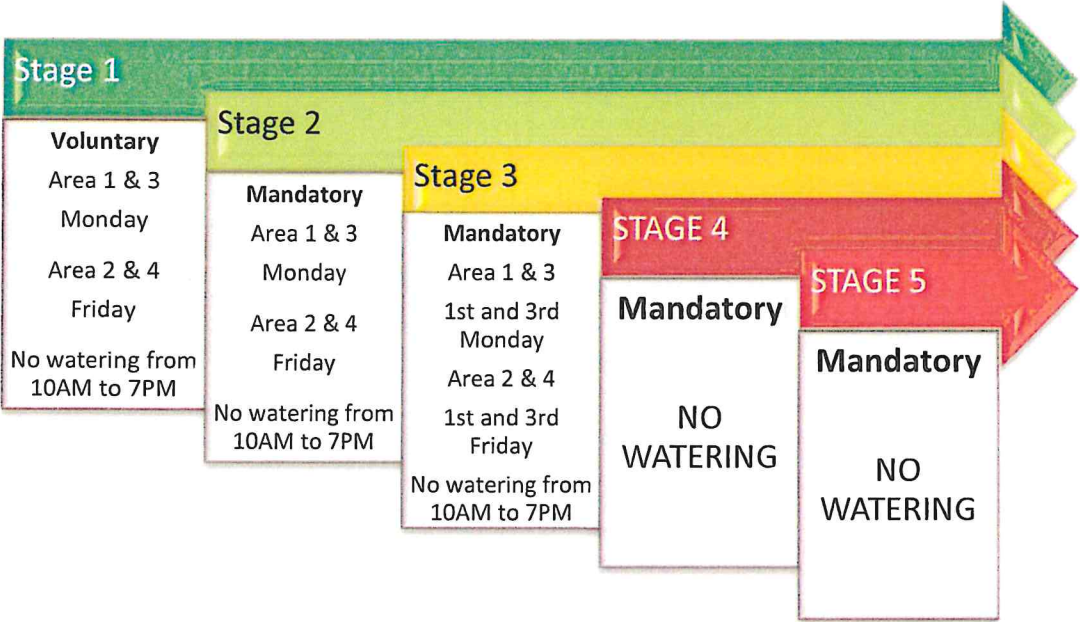 Stage 1
Voluntary
Area 1 & 3
Monday
Area 2 & 4
Friday
No watering from
10AM to 7PM
Stage 2
Mandatory
Area 1 & 3
Monday
Area 2 & 4
Friday
No watering from
10AM to 7PM
Stage 3
Mandatory
Area 1 & 3
1st and 3rd
Monday
Area 2 & 4
1st and 3rd
Friday
No watering from
10AM to 7PM
STAGE 4
Mandatory
NO
WATERING
STAGE 5
Mandatory
NO
WATERING